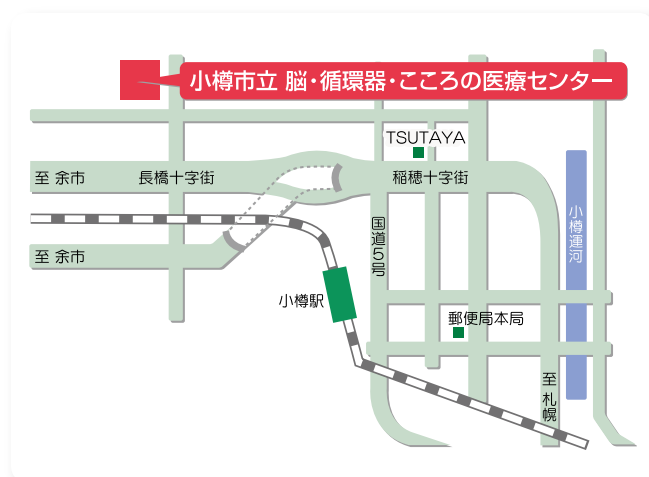 小樽市立 脳・循環器・こころの医療センター
TSUTAYA
至 余市
長橋十字街
稲穂十字街
小樽運河
国道5号
至 余市
小樽駅
郵便局本局
至 札幌